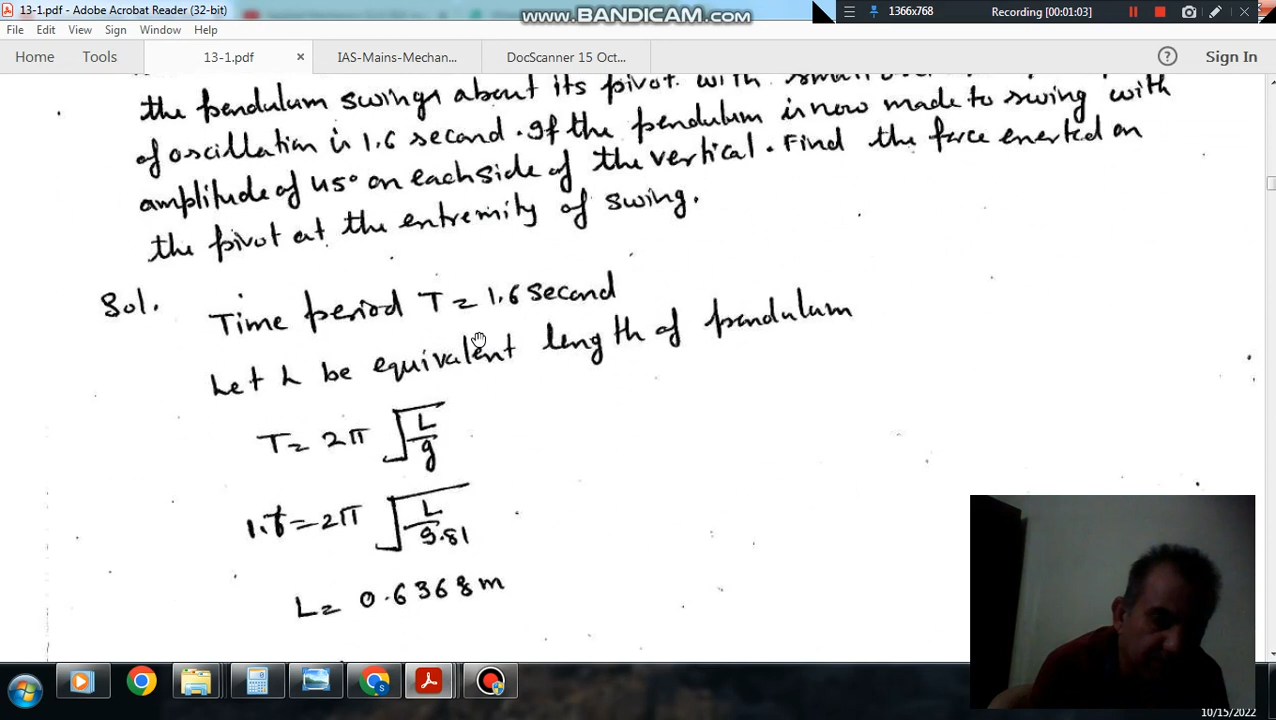 13-1.pdf - Adobe Acrobat Reader (32-bit)
www.BANDICAM.com
1366x768
Recording [00:01:03]
File Edit View Sign Window Help
Home Tools 13-1.pdf × IAS-Mains-Mechan... DocScanner 15 Oct... ? Sign In
the pendulum swings about its pivot. with small
of oscillation is 1.6 second. If the pendulum is now made to swing with
amplitude of 45° on each side of the vertical. Find the force enerted on
the pivot at the entremity of swing.
Sol. Time period T = 1.6 second
Let L be equivalent length of pendulum
T = 2π √L/g
1.6 = 2π √L/9.81
L = 0.6368 m
10/15/2022